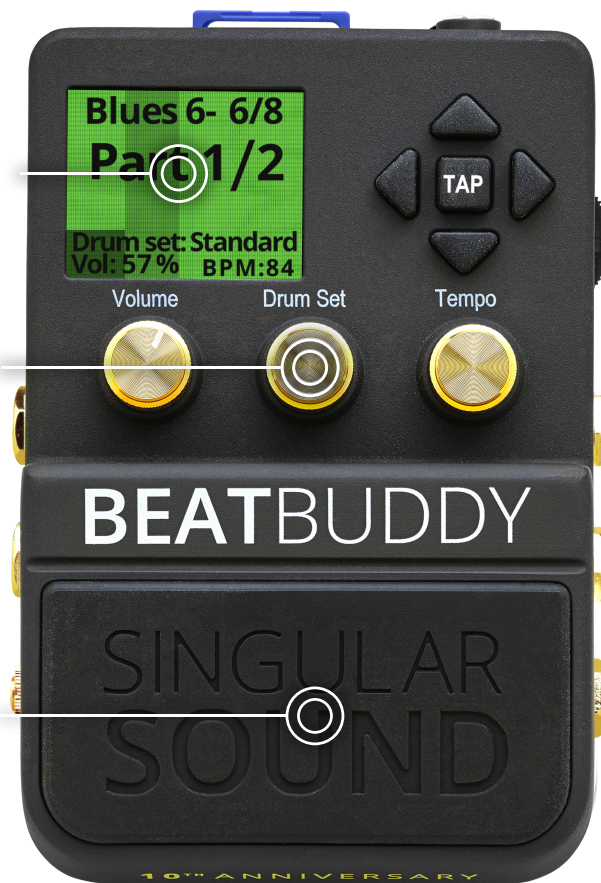 Blues 6- 6/8
Part 1/2
Drum set: Standard
Vol: 57% BPM:84
TAP
Volume Drum Set Tempo
BEATBUDDY
SINGULAR
SOUND
10TH ANNIVERSARY